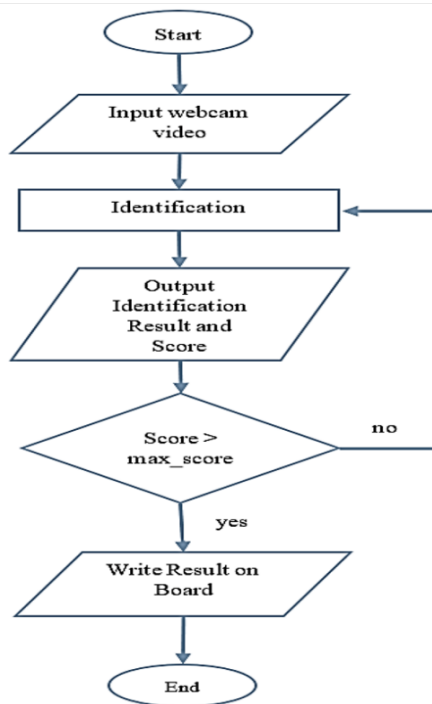 Start
Input webcam
video
Identification
Output
Identification
Result and
Score
Score >
max_score
no
yes
Write Result on
Board
End